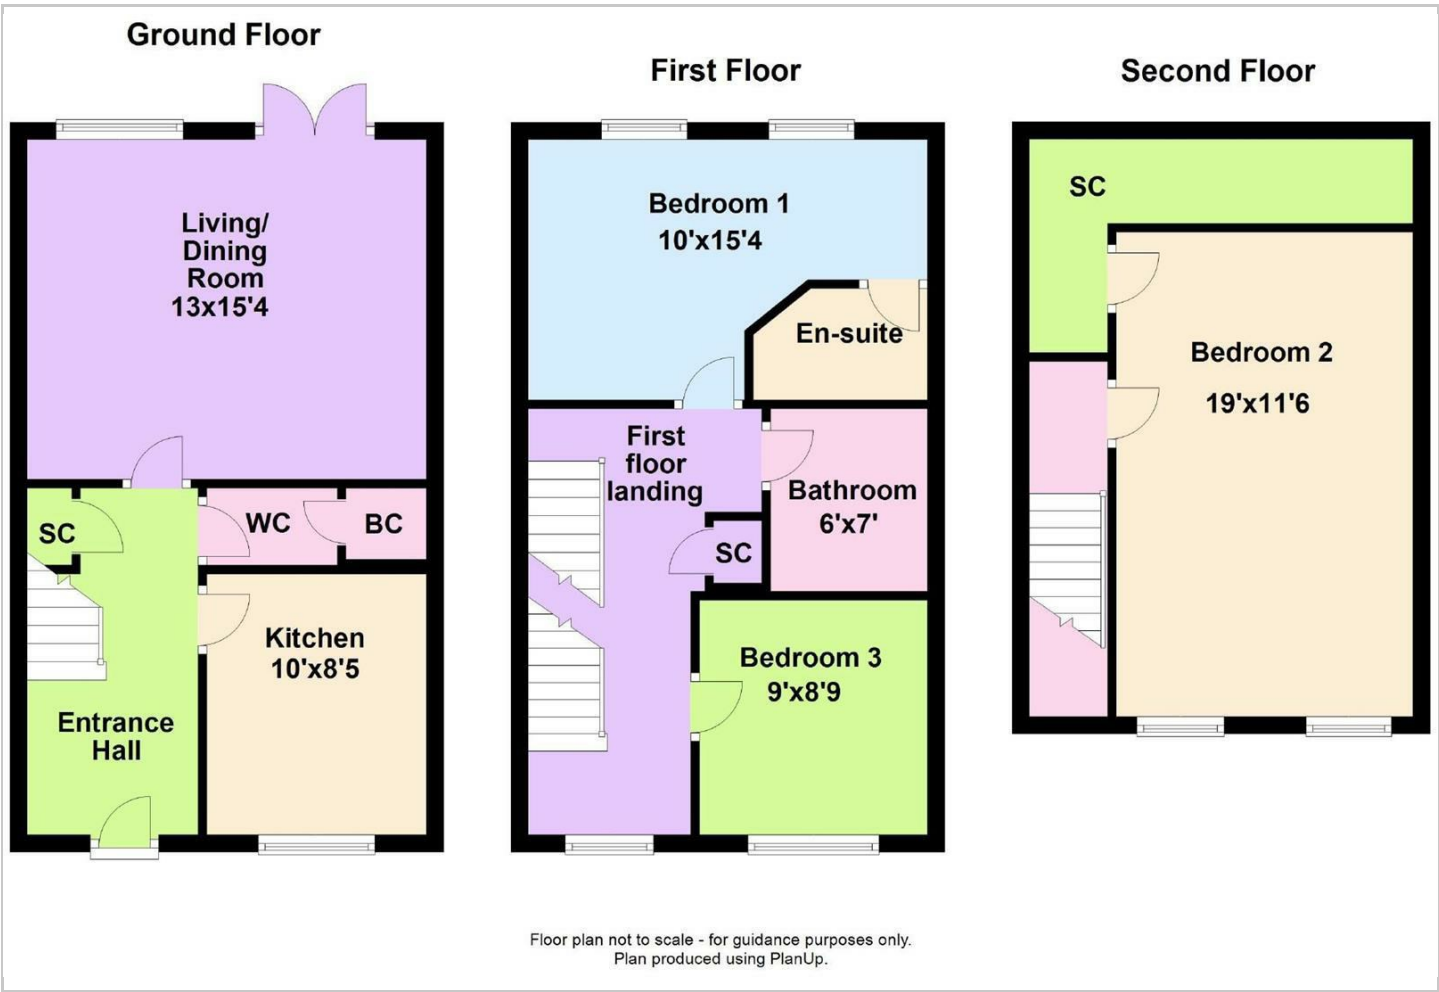 Ground Floor
Living/
Dining
Room
13x15'4
SC
WC
BC
Kitchen
10'x8'5
Entrance
Hall
First Floor
Bedroom 1
10'x15'4
En-suite
First
floor
landing
Bathroom
6'x7'
SC
Bedroom 3
9'x8'9
Second Floor
SC
Bedroom 2
19'x11'6
Floor plan not to scale - for guidance purposes only.
Plan produced using PlanUp.